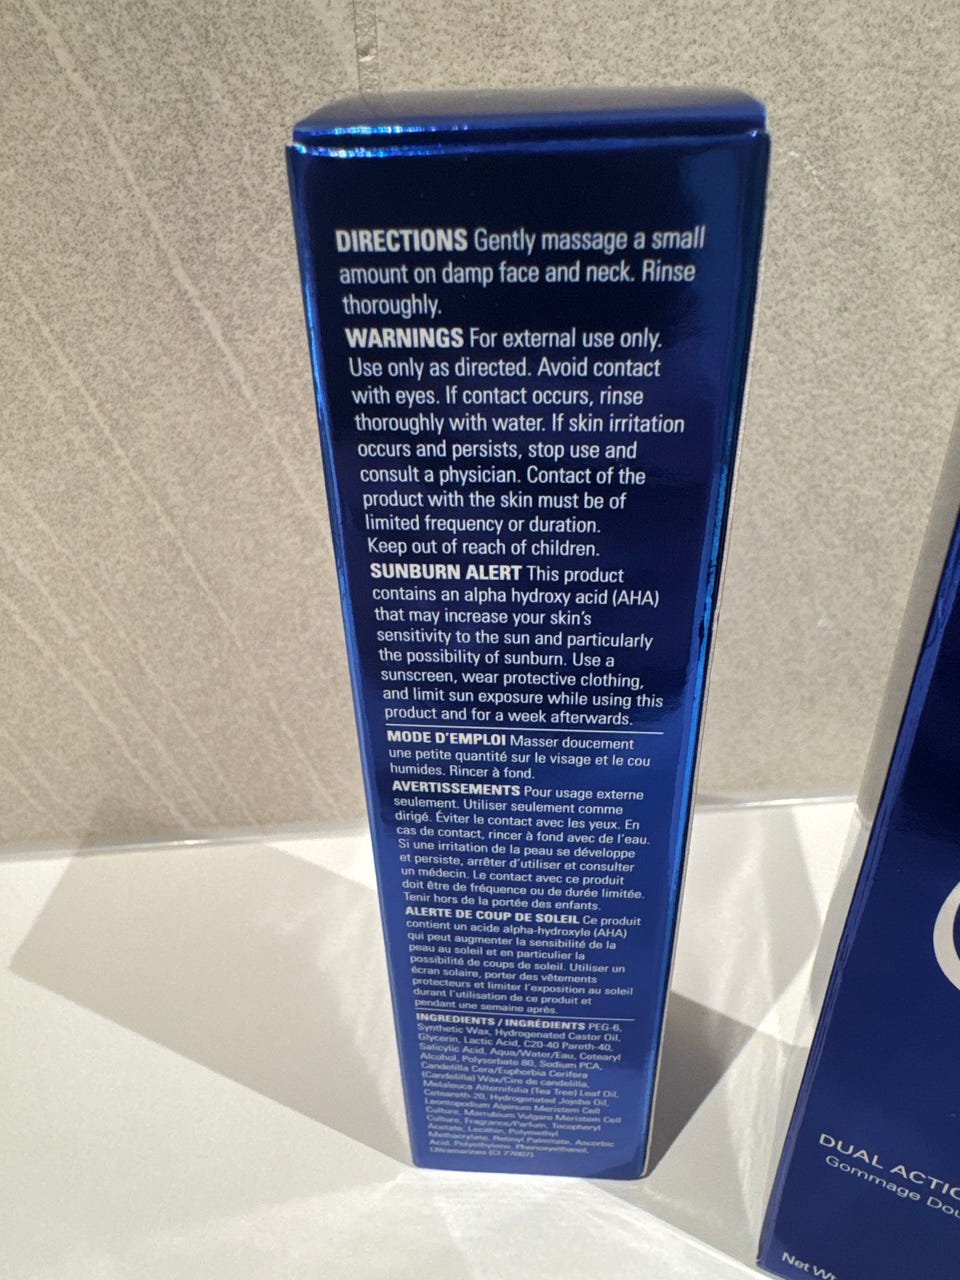 DIRECTIONS Gently massage a small
amount on damp face and neck. Rinse
thoroughly.
WARNINGS For external use only.
Use only as directed. Avoid contact
with eyes. If contact occurs, rinse
thoroughly with water. If skin irritation
occurs and persists, stop use and
consult a physician. Contact of the
product with the skin must be of
limited frequency or duration.
Keep out of reach of children.
SUNBURN ALERT This product
contains an alpha hydroxy acid (AHA)
that may increase your skin's
sensitivity to the sun and particularly
the possibility of sunburn. Use a
sunscreen, wear protective clothing,
and limit sun exposure while using this
product and for a week afterwards.
MODE D'EMPLOI Masser doucement
une petite quantité sur le visage et le cou
humides. Rincer à fond.
AVERTISSEMENTS Pour usage externe
seulement. Utiliser seulement comme
dirigé. Éviter le contact avec les yeux. En
cas de contact, rincer à fond avec de l'eau.
Si une irritation de la peau se développe
et persiste, arrêter d'utiliser et consulter
un médecin. Le contact avec ce produit
doit être de fréquence ou de durée limitée.
Tenir hors de la portée des enfants.
ALERTE DE COUP DE SOLEIL Ce produit
contient un acide alpha-hydroxyle (AHA)
qui peut augmenter la sensibilité de la
peau au soleil et en particulier la
possibilité de coups de soleil. Utiliser un
écran solaire, porter des vêtements
protecteurs et limiter l'exposition au soleil
durant l'utilisation de ce produit et
pendant une semaine après.
INGREDIENTS / INGRÉDIENTS PEG-6,
Synthetic Wax, Hydrogenated Castor Oil,
Glycerin, Lactic Acid, C20-40 Pareth-40,
Salicylic Acid, Aqua/Water/Eau, Cetearyl
Alcohol, Polysorbate 80, Sodium PCA,
Candelilla Cera/Euphorbia Cerifera
(Candelilla) Wax/Cire de candelilla,
Melaleuca Alternifolia (Tea Tree) Leaf Oil,
Ceteareth-20, Hydrogenated Jojoba Oil,
Leontopodium Alpinum Meristem Cell
Culture, Marrubium Vulgare Meristem Cell
Culture, Fragrance/Parfum, Tocopheryl
Acetate, Lecithin, Polymethyl
Methacrylate, Retinyl Palmitate, Ascorbic
Acid, Polyethylene, Phenoxyethanol,
Ultramarines (CI 77007)
DUAL ACTIO
Gommage Dou
Net Wt.